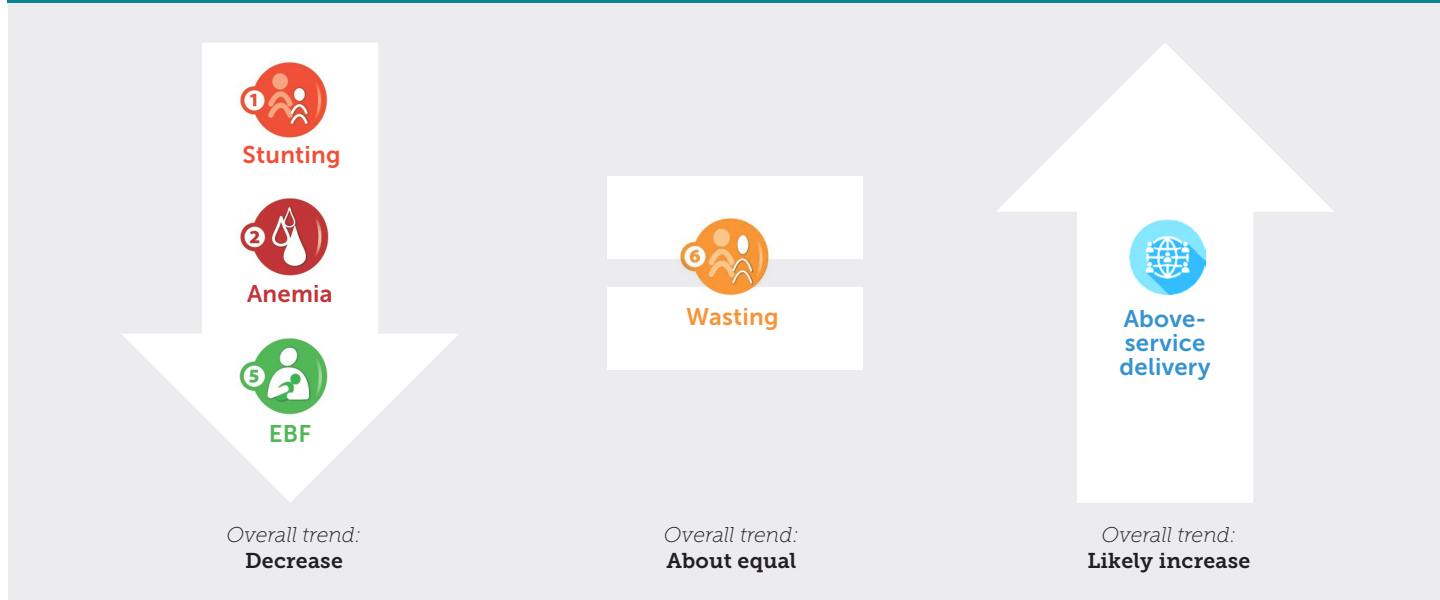 1
Stunting
2
Anemia
5
EBF
Overall trend:
Decrease
6
Wasting
Overall trend:
About equal
Above-
service
delivery
Overall trend:
Likely increase